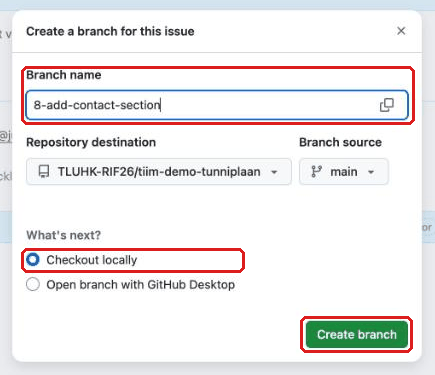 Create a branch for this issue
Branch name
8-add-contact-section
Repository destination
Branch source
TLUHK-RIF26/tiim-demo-tunniplaan
main
What's next?
Checkout locally
Open branch with GitHub Desktop
Create branch